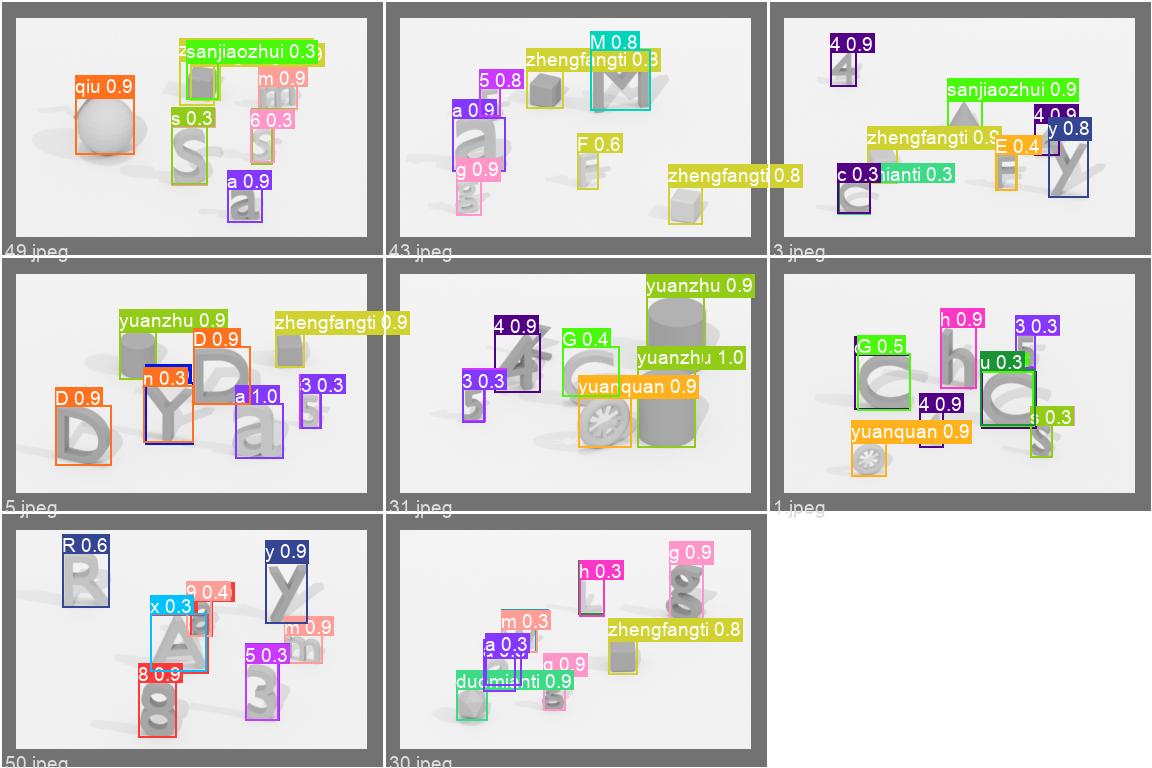 qiu 0.9
sanjiaozhui 0.3
m 0.9
s 0.3
6 0.3
a 0.9
49.jpeg
M 0.8
zhengfangti 0.8
5 0.8
a 0.9
F 0.6
g 0.9
zhengfangti 0.8
43.jpeg
4 0.9
sanjiaozhui 0.9
4 0.9
y 0.8
zhengfangti 0.9
E 0.4
c 0.3
3.jpeg
yuanzhu 0.9
zhengfangti 0.9
D 0.9
n 0.3
D 0.9
a 1.0
3 0.3
5.jpeg
yuanzhu 0.9
4 0.9
G 0.4
yuanzhu 1.0
3 0.3
yuanquan 0.9
31.jpeg
h 0.9
3 0.3
G 0.5
u 0.3
4 0.9
s 0.3
yuanquan 0.9
1.jpeg
R 0.6
y 0.9
9 0.4
x 0.3
m 0.9
5 0.3
8 0.9
50.jpeg
g 0.9
h 0.3
m 0.3
zhengfangti 0.8
a 0.3
g 0.9
duomianti 0.9
30.jpeg